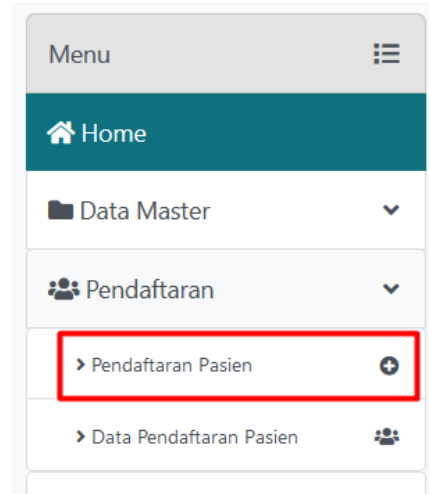 Menu
Home
Data Master
Pendaftaran
Pendaftaran Pasien
Data Pendaftaran Pasien